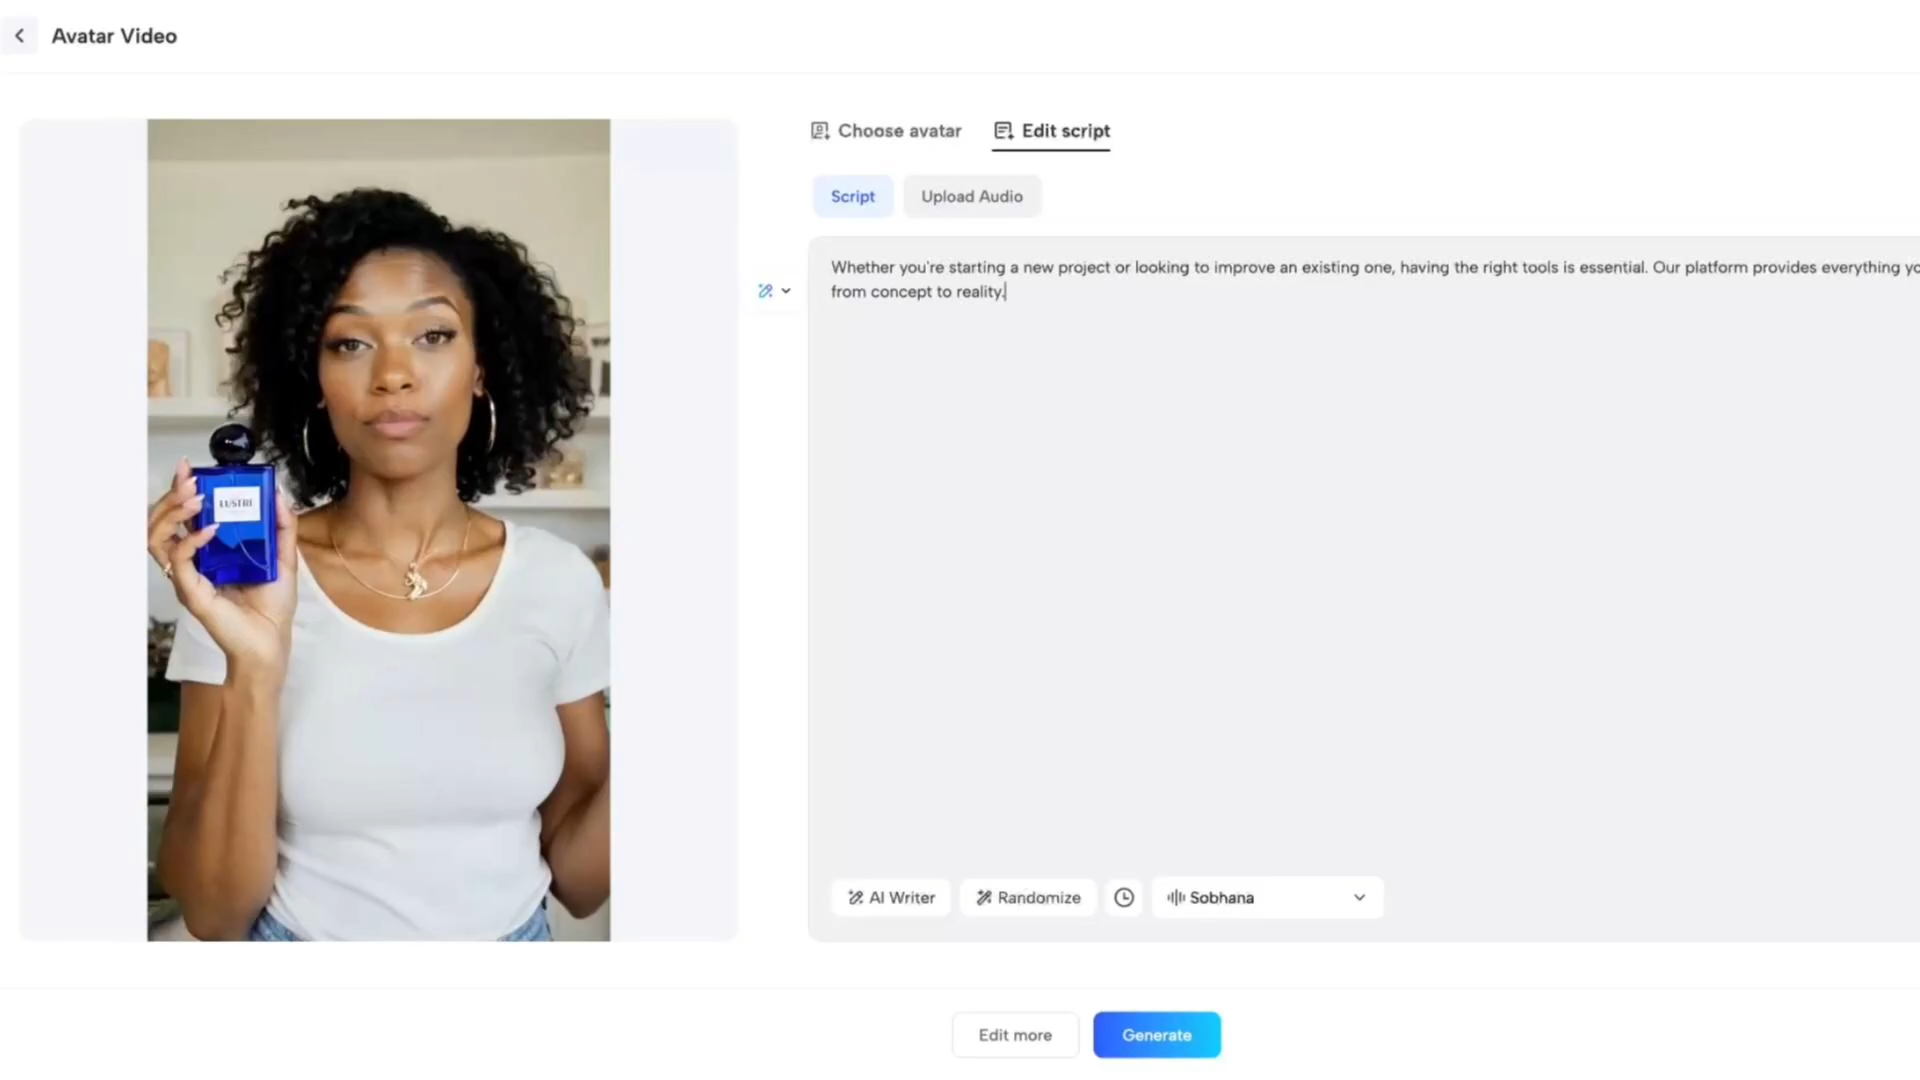 Avatar Video
Choose avatar
Edit script
Script
Upload Audio
Whether you're starting a new project or looking to improve an existing one, having the right tools is essential. Our platform provides everything
from concept to reality.
LUSTRE
AI Writer
Randomize
Sobhana
Edit more
Generate